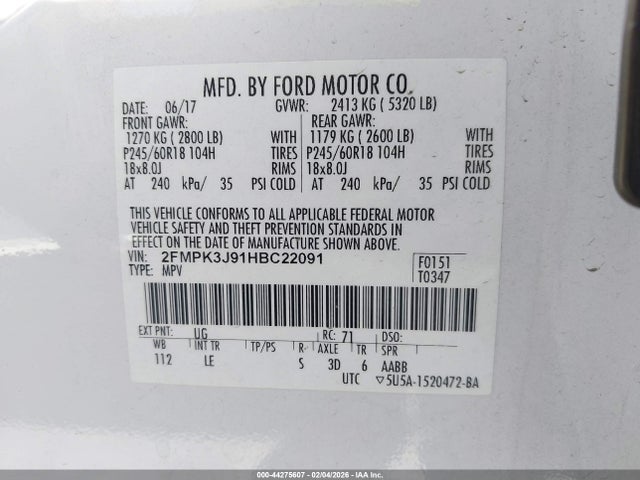 MFD. BY FORD MOTOR CO.
DATE: 06/17 GVWR: 2413 KG ( 5320 LB)
FRONT GAWR: REAR GAWR:
1270 KG ( 2800 LB) WITH 1179 KG ( 2600 LB) WITH
P245/60R18 104H TIRES P245/60R18 104H TIRES
18x8.0J RIMS 18x8.0J RIMS
AT 240 kPa/ 35 PSI COLD AT 240 kPa/ 35 PSI COLD
THIS VEHICLE CONFORMS TO ALL APPLICABLE FEDERAL MOTOR
VEHICLE SAFETY AND THEFT PREVENTION STANDARDS IN
EFFECT ON THE DATE OF MANUFACTURE SHOWN ABOVE.
VIN: 2FMPK3J91HBC22091 F0151
TYPE: MPV T0347
EXT PNT: UG RC: 71 DSO:
WB INT TR TP/PS R AXLE TR SPR
112 LE S 3D 6 AABB
UTC ▽5U5A-1520472-BA
000-44275607 - 02/04/2026 - IAAI.com